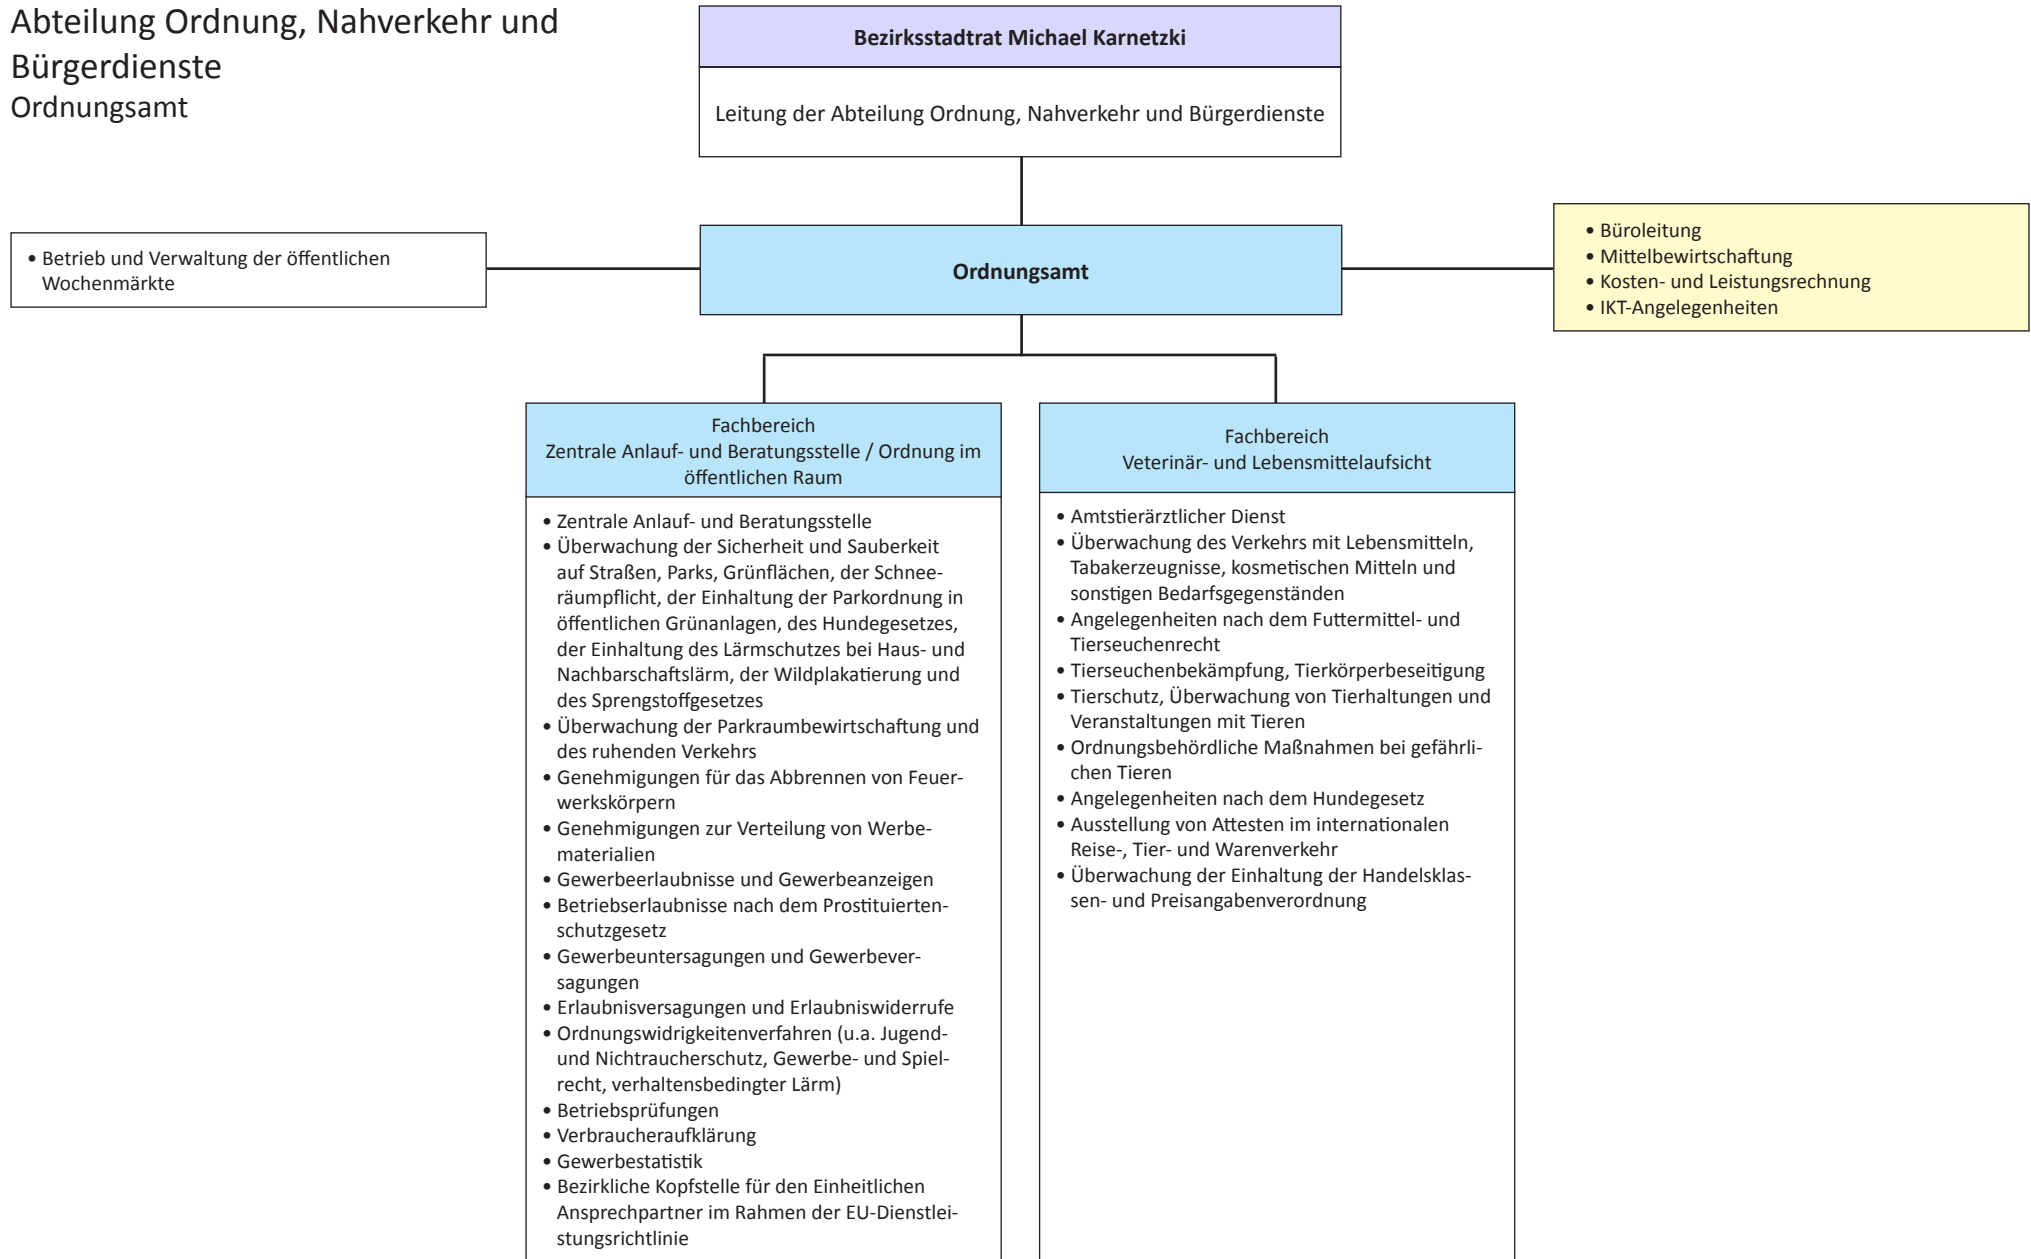 Abteilung Ordnung, Nahverkehr und
Bürgerdienste
Ordnungsamt
Bezirksstadtrat Michael Karnetzki
Leitung der Abteilung Ordnung, Nahverkehr und Bürgerdienste
• Betrieb und Verwaltung der öffentlichen
Wochenmärkte
Ordnungsamt
• Büroleitung
• Mittelbewirtschaftung
• Kosten- und Leistungsrechnung
• IKT-Angelegenheiten
Fachbereich
Zentrale Anlauf- und Beratungsstelle / Ordnung im
öffentlichen Raum
• Zentrale Anlauf- und Beratungsstelle
• Überwachung der Sicherheit und Sauberkeit
auf Straßen, Parks, Grünflächen, der Schnee-
räumpflicht, der Einhaltung der Parkordnung in
öffentlichen Grünanlagen, des Hundegesetzes,
der Einhaltung des Lärmschutzes bei Haus- und
Nachbarschaftslärm, der Wildplakatierung und
des Sprengstoffgesetzes
• Überwachung der Parkraumbewirtschaftung und
des ruhenden Verkehrs
• Genehmigungen für das Abbrennen von Feuer-
werkskörpern
• Genehmigungen zur Verteilung von Werbe-
materialien
• Gewerbeerlaubnisse und Gewerbeanzeigen
• Betriebserlaubnisse nach dem Prostituierten-
schutzgesetz
• Gewerbeuntersagungen und Gewerbever-
sagungen
• Erlaubnisversagungen und Erlaubniswiderrufe
• Ordnungswidrigkeitenverfahren (u.a. Jugend-
und Nichtraucherschutz, Gewerbe- und Spiel-
recht, verhaltensbedingter Lärm)
• Betriebsprüfungen
• Verbraucheraufklärung
• Gewerbestatistik
• Bezirkliche Kopfstelle für den Einheitlichen
Ansprechpartner im Rahmen der EU-Dienstlei-
stungsrichtlinie
Fachbereich
Veterinär- und Lebensmittelaufsicht
• Amtstierärztlicher Dienst
• Überwachung des Verkehrs mit Lebensmitteln,
Tabakerzeugnisse, kosmetischen Mitteln und
sonstigen Bedarfsgegenständen
• Angelegenheiten nach dem Futtermittel- und
Tierseuchenrecht
• Tierseuchenbekämpfung, Tierkörperbeseitigung
• Tierschutz, Überwachung von Tierhaltungen und
Veranstaltungen mit Tieren
• Ordnungsbehördliche Maßnahmen bei gefährli-
chen Tieren
• Angelegenheiten nach dem Hundegesetz
• Ausstellung von Attesten im internationalen
Reise-, Tier- und Warenverkehr
• Überwachung der Einhaltung der Handelsklas-
sen- und Preisangabenverordnung